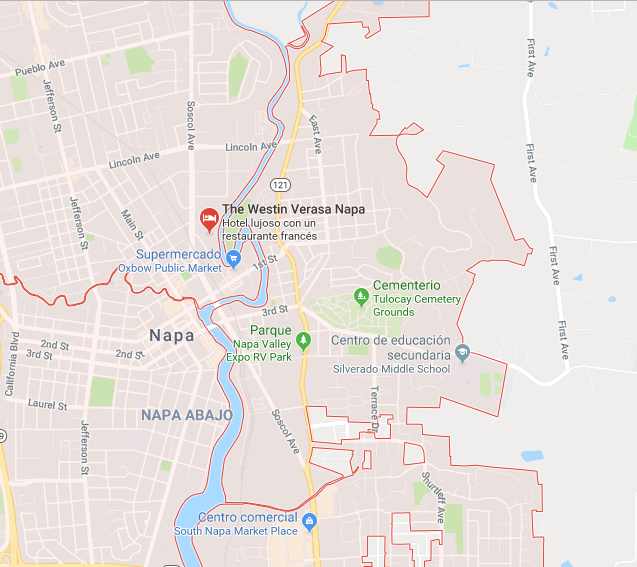 First Ave
Pueblo Ave
Jefferson St
Soscol Ave
East Ave
Lincoln Ave
Lincoln Ave
First Ave
121
Jefferson St
Main St
The Westin Verasa Napa
Hotel lujoso con un
restaurante francés
Supermercado
Oxbow Public Market
1st St
First Ave
Cementerio
Tulocay Cemetery
Grounds
3rd St
Napa
Parque
Napa Valley
Expo RV Park
Centro de educación
secundaria
Silverado Middle School
First Ave
California Blvd
2nd St
3rd St
2nd St
Terrace Dr
Laurel St
NAPA ABAJO
Soscol Ave
Jefferson St
9
Shurtleff Ave
Centro comercial
South Napa Market Place